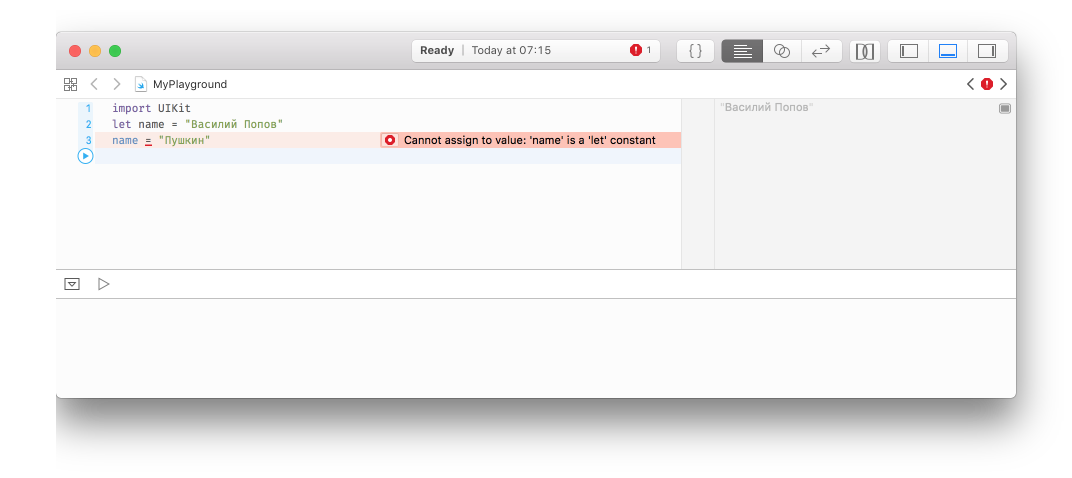 Ready | Today at 07:15 1 { }
MyPlayground
1 import UIKit "Василий Попов"
2 let name = "Василий Попов"
3 name = "Пушкин" Cannot assign to value: 'name' is a 'let' constant